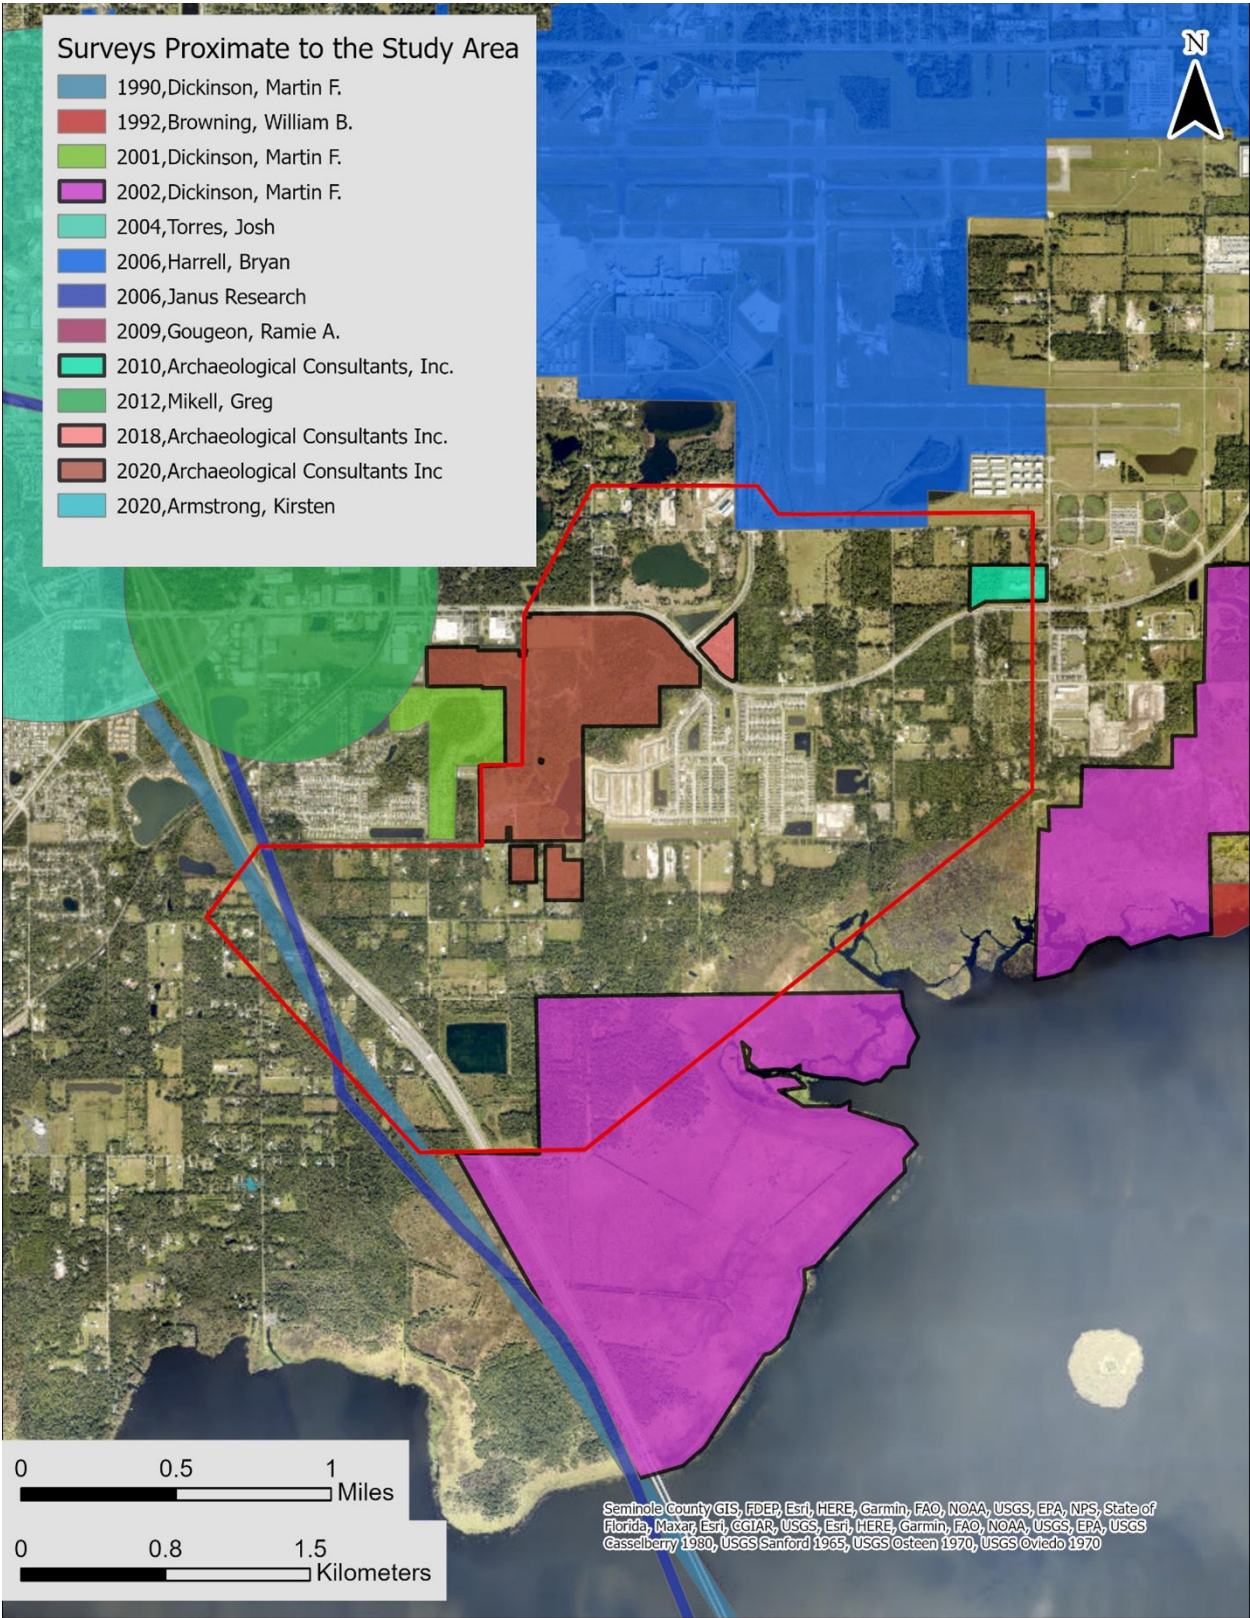 Surveys Proximate to the Study Area
1990,Dickinson, Martin F.
1992,Browning, William B.
2001,Dickinson, Martin F.
2002,Dickinson, Martin F.
2004,Torres, Josh
2006,Harrell, Bryan
2006,Janus Research
2009,Gougeon, Ramie A.
2010,Archaeological Consultants, Inc.
2012,Mikell, Greg
2018,Archaeological Consultants Inc.
2020,Archaeological Consultants Inc
2020,Armstrong, Kirsten
N
0 0.5 1
Miles
0 0.8 1.5
Kilometers
Seminole County GIS, FDEP, Esri, HERE, Garmin, FAO, NOAA, USGS, EPA, NPS, State of
Florida, Maxar, Esri, CGIAR, USGS, Esri, HERE, Garmin, FAO, NOAA, USGS, EPA, USGS
Casselberry 1980, USGS Sanford 1965, USGS Osteen 1970, USGS Oviedo 1970